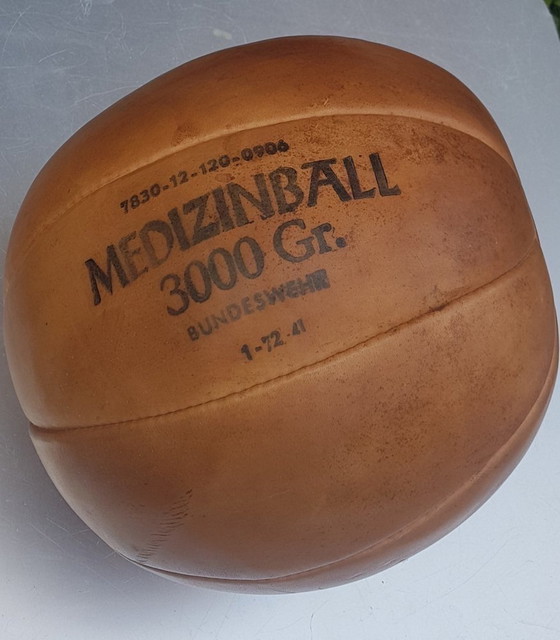 7830-12-120-0906
MEDIZINBALL
3000 Gr.
BUNDESWEHR
1-72 41